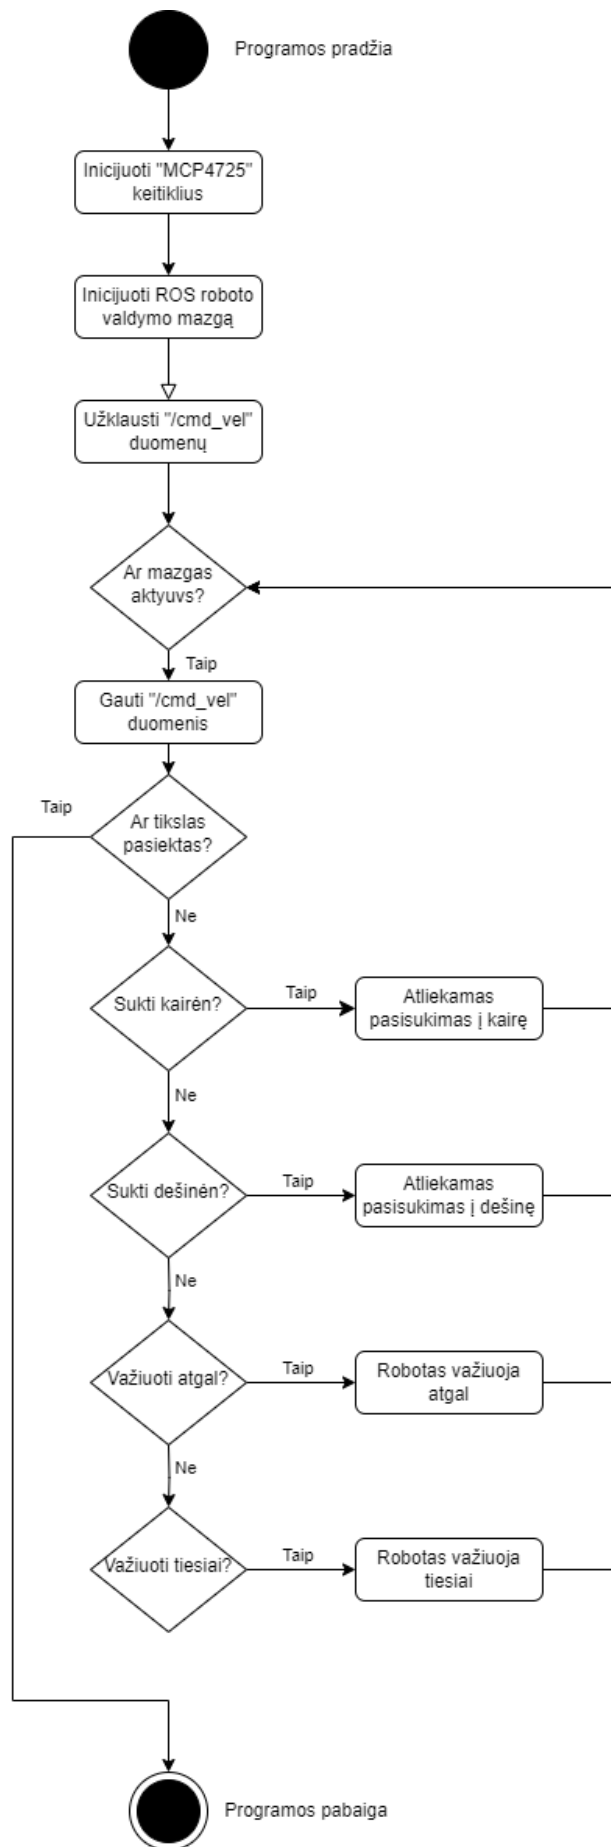 Programos pradžia
Inicijuoti "MCP4725"
keitiklius
Inicijuoti ROS roboto
valdymo mazgą
Užklausti "/cmd_vel"
duomenų
Ar mazgas
aktyuvs?
Taip
Gauti "/cmd_vel"
duomenis
Taip
Ar tikslas
pasiektas?
Ne
Sukti kairėn?
Taip
Atliekamas
pasisukimas į kairę
Ne
Sukti dešinėn?
Taip
Atliekamas
pasisukimas į dešinę
Ne
Važiuoti atgal?
Taip
Robotas važiuoja
atgal
Ne
Važiuoti tiesiai?
Taip
Robotas važiuoja
tiesiai
Programos pabaiga